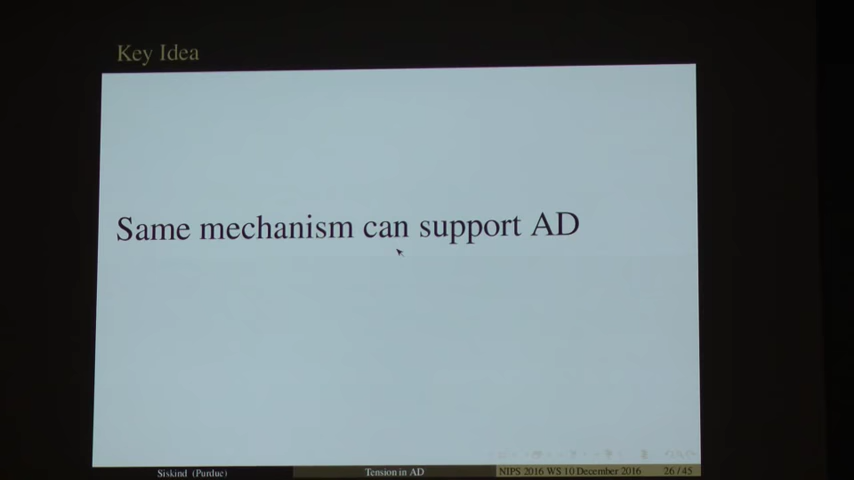 Key Idea
Same mechanism can support AD
Siskind (Purdue)
Tension in AD
NIPS 2016 WS 10 December 2016
26 / 45